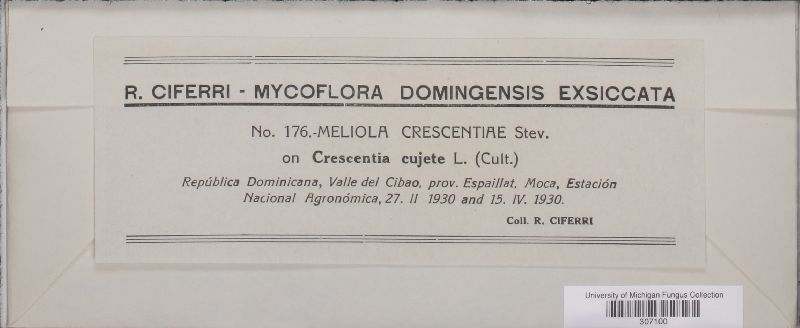 R. CIFERRI - MYCOFLORA DOMINGENSIS EXSICCATA
No. 176.-MELIOLA CRESCENTIAE Stev.
on Crescentia cujete L. (Cult.)
República Dominicana, Valle del Cibao, prov. Espaillat, Moca, Estación
Nacional Agronómica, 27. II 1930 and 15. IV. 1930.
Coll. R. CIFERRI
University of Michigan Fungus Collection
307100